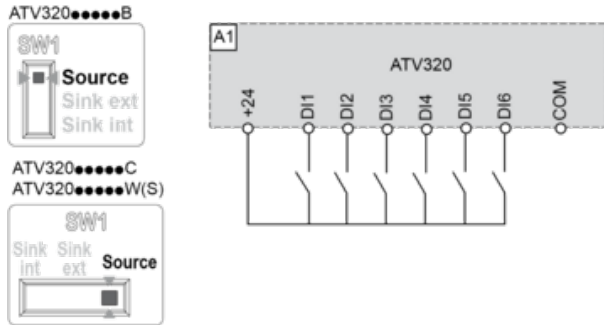 ATV320●●●●●B
SW1
Source
Sink ext
Sink int
ATV320●●●●●C
ATV320●●●●●W(S)
SW1
Sink int
Sink ext
Source
A1
ATV320
+24
DI1
DI2
DI3
DI4
DI5
DI6
COM